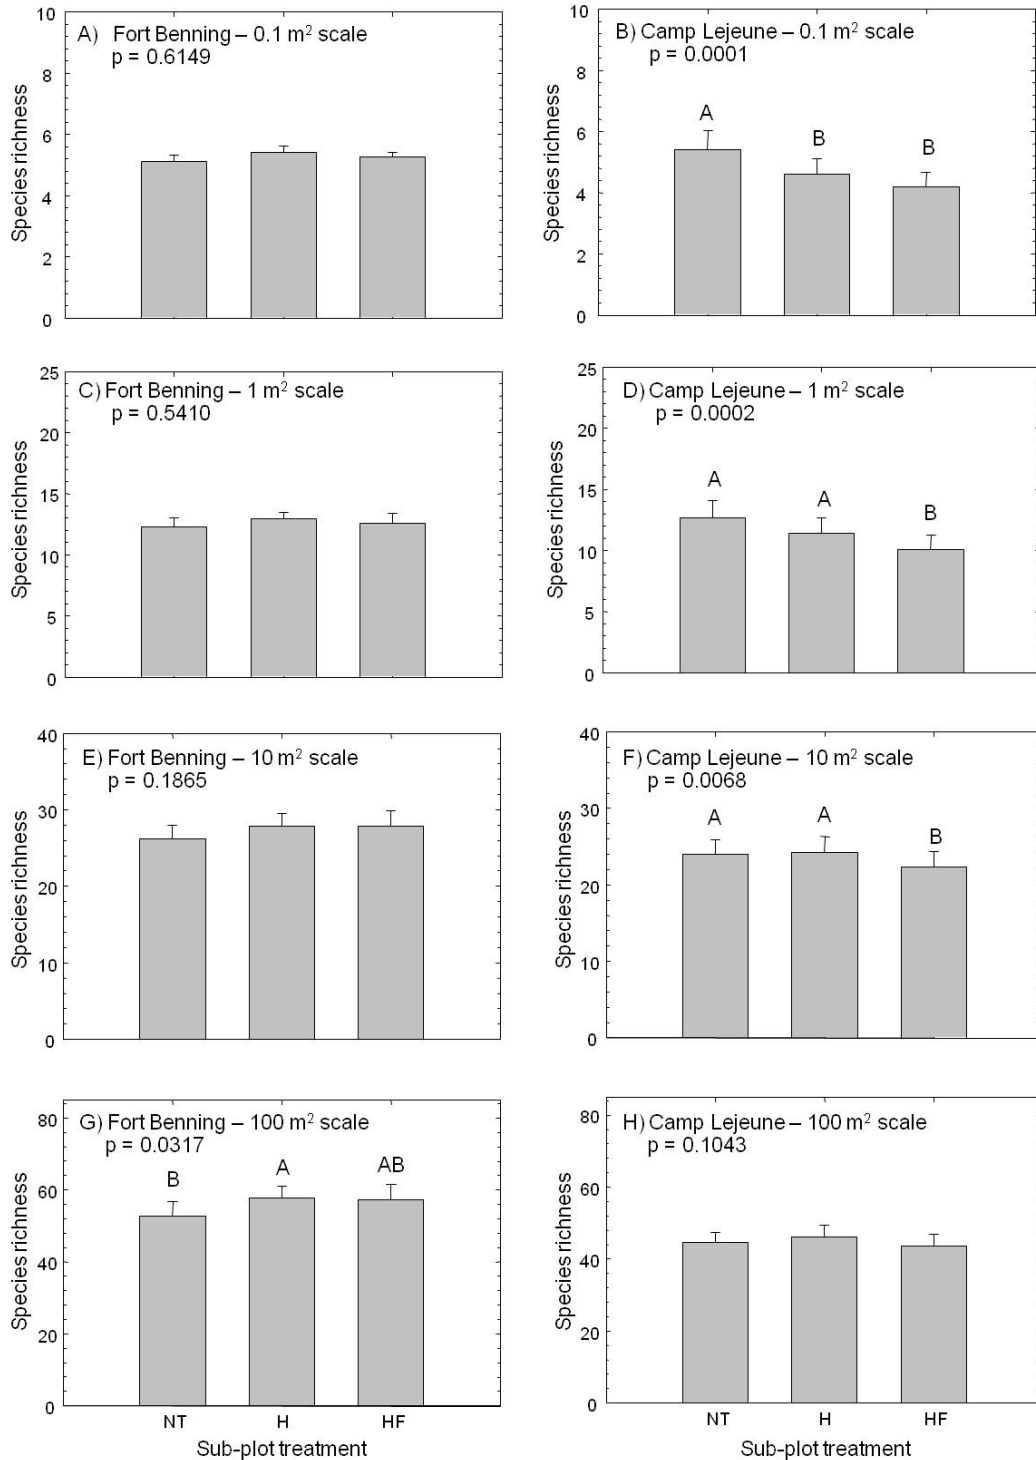 A) Fort Benning – 0.1 m² scale
p = 0.6149
10
8
6
4
2
0
Species richness
B) Camp Lejeune – 0.1 m² scale
p = 0.0001
10
8
6
4
2
0
A
B
B
Species richness
C) Fort Benning – 1 m² scale
p = 0.5410
25
20
15
10
5
0
Species richness
D) Camp Lejeune – 1 m² scale
p = 0.0002
25
20
15
10
5
0
A
A
B
Species richness
E) Fort Benning – 10 m² scale
p = 0.1865
40
30
20
10
0
Species richness
F) Camp Lejeune – 10 m² scale
p = 0.0068
40
30
20
10
0
A
A
B
Species richness
G) Fort Benning – 100 m² scale
p = 0.0317
80
60
40
20
0
B
A
AB
Species richness
NT H HF
Sub-plot treatment
H) Camp Lejeune – 100 m² scale
p = 0.1043
80
60
40
20
0
Species richness
NT H HF
Sub-plot treatment